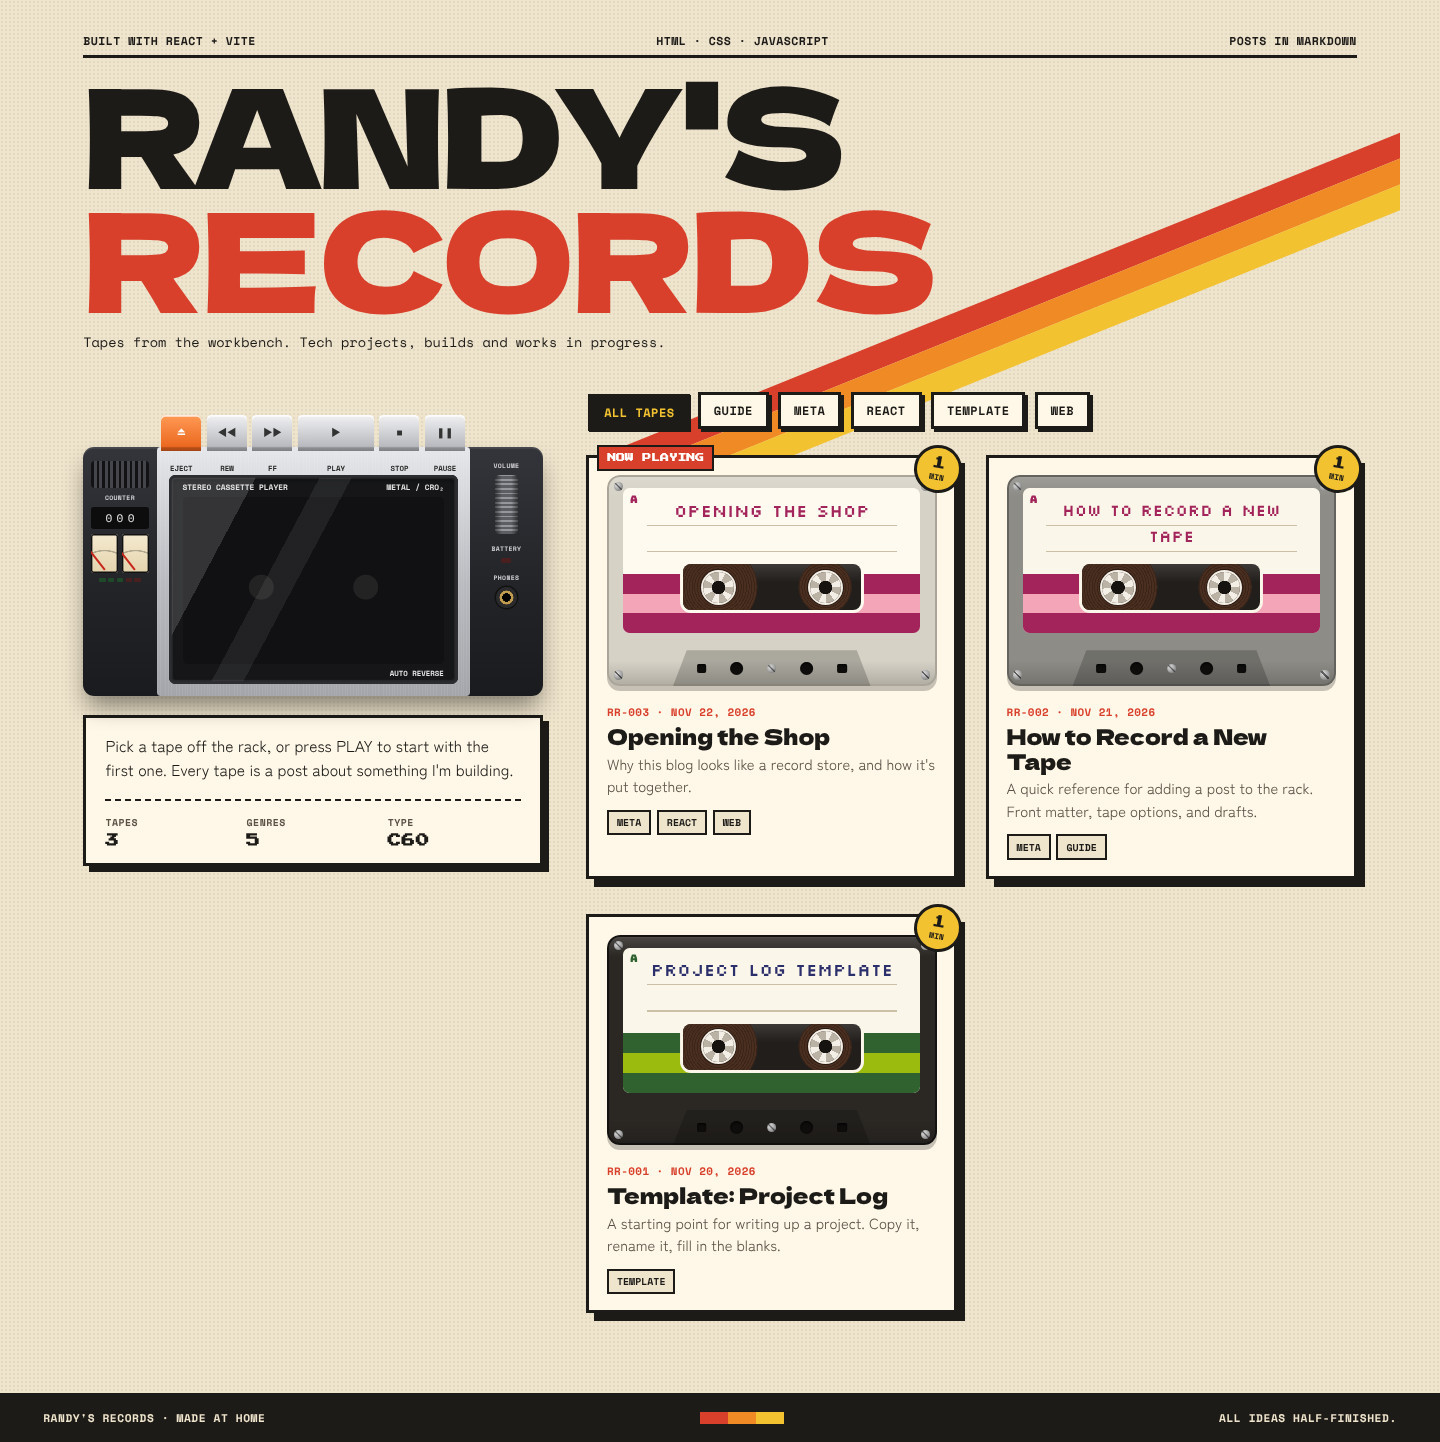 BUILT WITH REACT + VITE
HTML · CSS · JAVASCRIPT
POSTS IN MARKDOWN
RANDY'S
RECORDS
Tapes from the workbench. Tech projects, builds and works in progress.
EJECT REW FF PLAY STOP PAUSE
COUNTER
000
STEREO CASSETTE PLAYER
METAL / CRO₂
AUTO REVERSE
VOLUME
BATTERY
PHONES
Pick a tape off the rack, or press PLAY to start with the
first one. Every tape is a post about something I'm building.
TAPES
3
GENRES
5
TYPE
C60
ALL TAPES
GUIDE
META
REACT
TEMPLATE
WEB
NOW PLAYING
1
MIN
A
OPENING THE SHOP
RR-003 · NOV 22, 2026
Opening the Shop
Why this blog looks like a record store, and how it's
put together.
META
REACT
WEB
1
MIN
A
HOW TO RECORD A NEW
TAPE
RR-002 · NOV 21, 2026
How to Record a New
Tape
A quick reference for adding a post to the rack.
Front matter, tape options, and drafts.
META
GUIDE
1
MIN
A
PROJECT LOG TEMPLATE
RR-001 · NOV 20, 2026
Template: Project Log
A starting point for writing up a project. Copy it,
rename it, fill in the blanks.
TEMPLATE
RANDY'S RECORDS · MADE AT HOME
ALL IDEAS HALF-FINISHED.